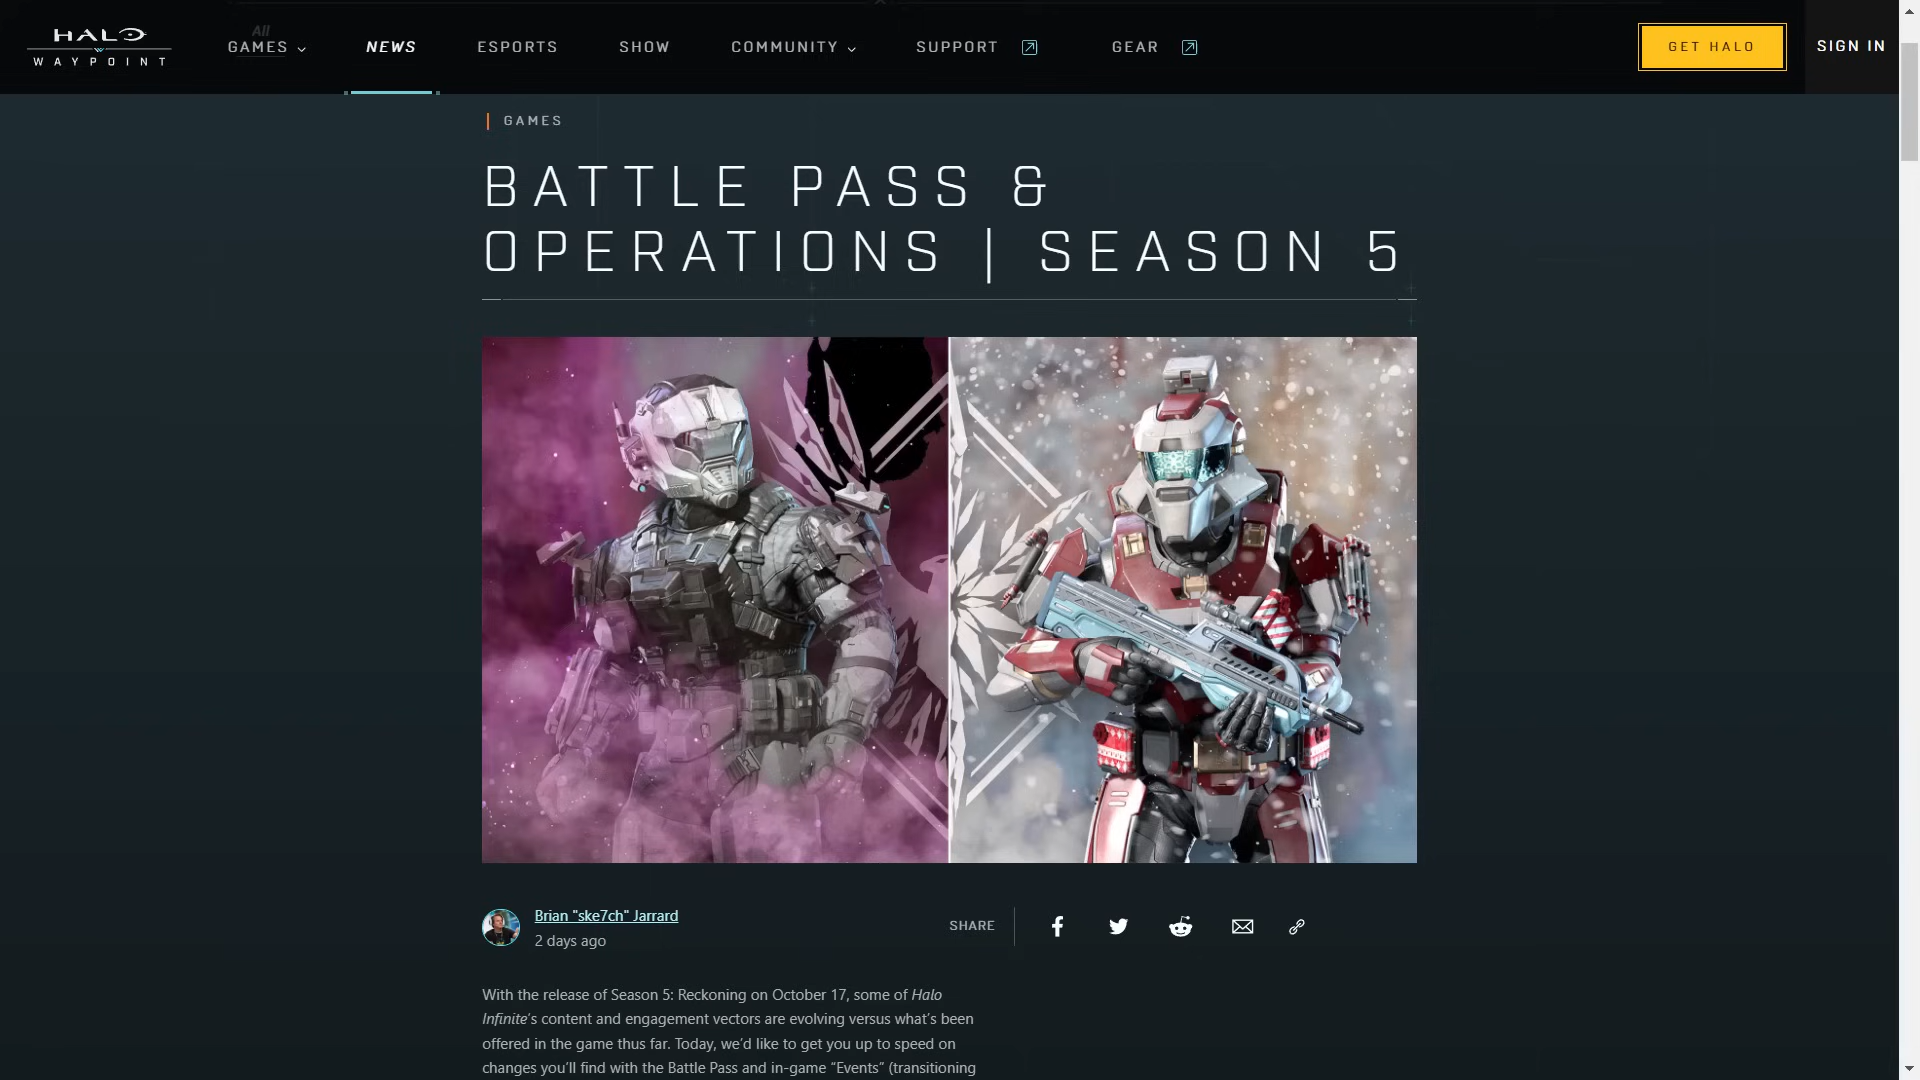 HALO
WAYPOINT
All
GAMES
NEWS
ESPORTS
SHOW
COMMUNITY
SUPPORT
GEAR
GET HALO
SIGN IN
GAMES
BATTLE PASS &
OPERATIONS | SEASON 5
Brian "ske7ch" Jarrard
2 days ago
SHARE
With the release of Season 5: Reckoning on October 17, some of Halo
Infinite’s content and engagement vectors are evolving versus what’s been
offered in the game thus far. Today, we’d like to get you up to speed on
changes you’ll find with the Battle Pass and in-game “Events” (transitioning